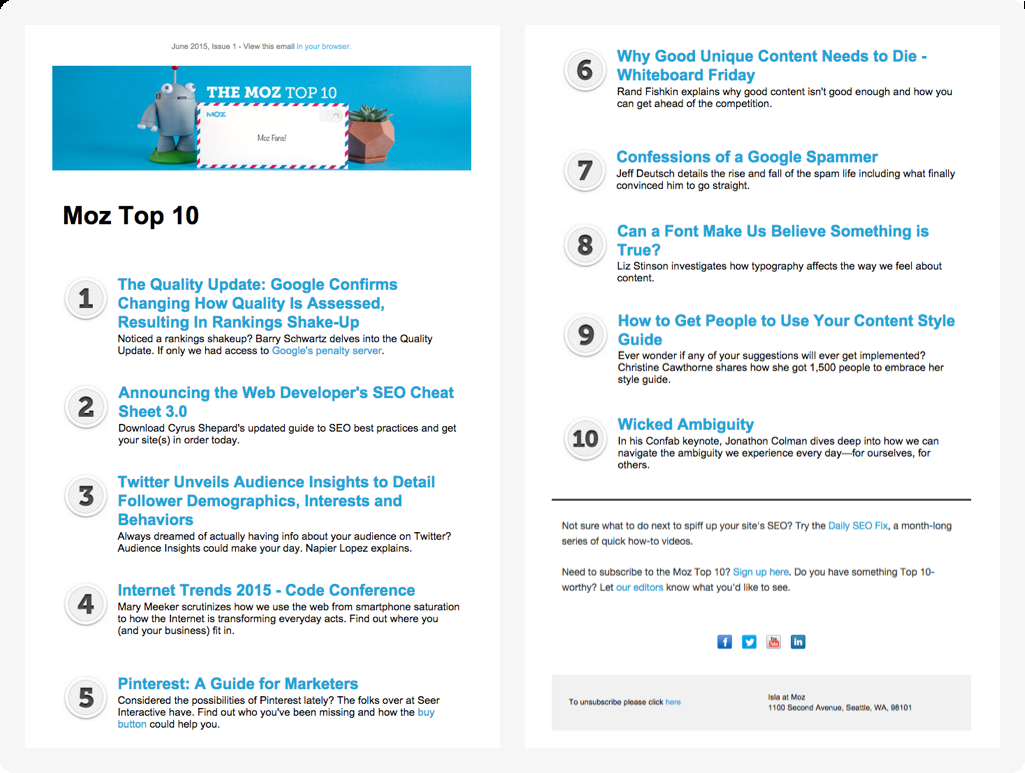 June 2015, Issue 1 - View this email in your browser.
THE MOZ TOP 10
MOZ
Moz Fans!
Moz Top 10
1
The Quality Update: Google Confirms
Changing How Quality Is Assessed,
Resulting In Rankings Shake-Up
Noticed a rankings shakeup? Barry Schwartz delves into the Quality
Update. If only we had access to Google's penalty server.
2
Announcing the Web Developer's SEO Cheat
Sheet 3.0
Download Cyrus Shepard's updated guide to SEO best practices and get
your site(s) in order today.
3
Twitter Unveils Audience Insights to Detail
Follower Demographics, Interests and
Behaviors
Always dreamed of actually having info about your audience on Twitter?
Audience Insights could make your day. Napier Lopez explains.
4
Internet Trends 2015 - Code Conference
Mary Meeker scrutinizes how we use the web from smartphone saturation
to how the Internet is transforming everyday acts. Find out where you
(and your business) fit in.
5
Pinterest: A Guide for Marketers
Considered the possibilities of Pinterest lately? The folks over at Seer
Interactive have. Find out who you've been missing and how the buy
button could help you.
6
Why Good Unique Content Needs to Die -
Whiteboard Friday
Rand Fishkin explains why good content isn't good enough and how you
can get ahead of the competition.
7
Confessions of a Google Spammer
Jeff Deutsch details the rise and fall of the spam life including what finally
convinced him to go straight.
8
Can a Font Make Us Believe Something is
True?
Liz Stinson investigates how typography affects the way we feel about
content.
9
How to Get People to Use Your Content Style
Guide
Ever wonder if any of your suggestions will ever get implemented?
Christine Cawthorne shares how she got 1,500 people to embrace her
style guide.
10
Wicked Ambiguity
In his Confab keynote, Jonathon Colman dives deep into how we can
navigate the ambiguity we experience every day—for ourselves, for
others.
Not sure what to do next to spiff up your site's SEO? Try the Daily SEO Fix, a month-long
series of quick how-to videos.
Need to subscribe to the Moz Top 10? Sign up here. Do you have something Top 10-
worthy? Let our editors know what you'd like to see.
To unsubscribe please click here
Isla at Moz
1100 Second Avenue, Seattle, WA, 98101